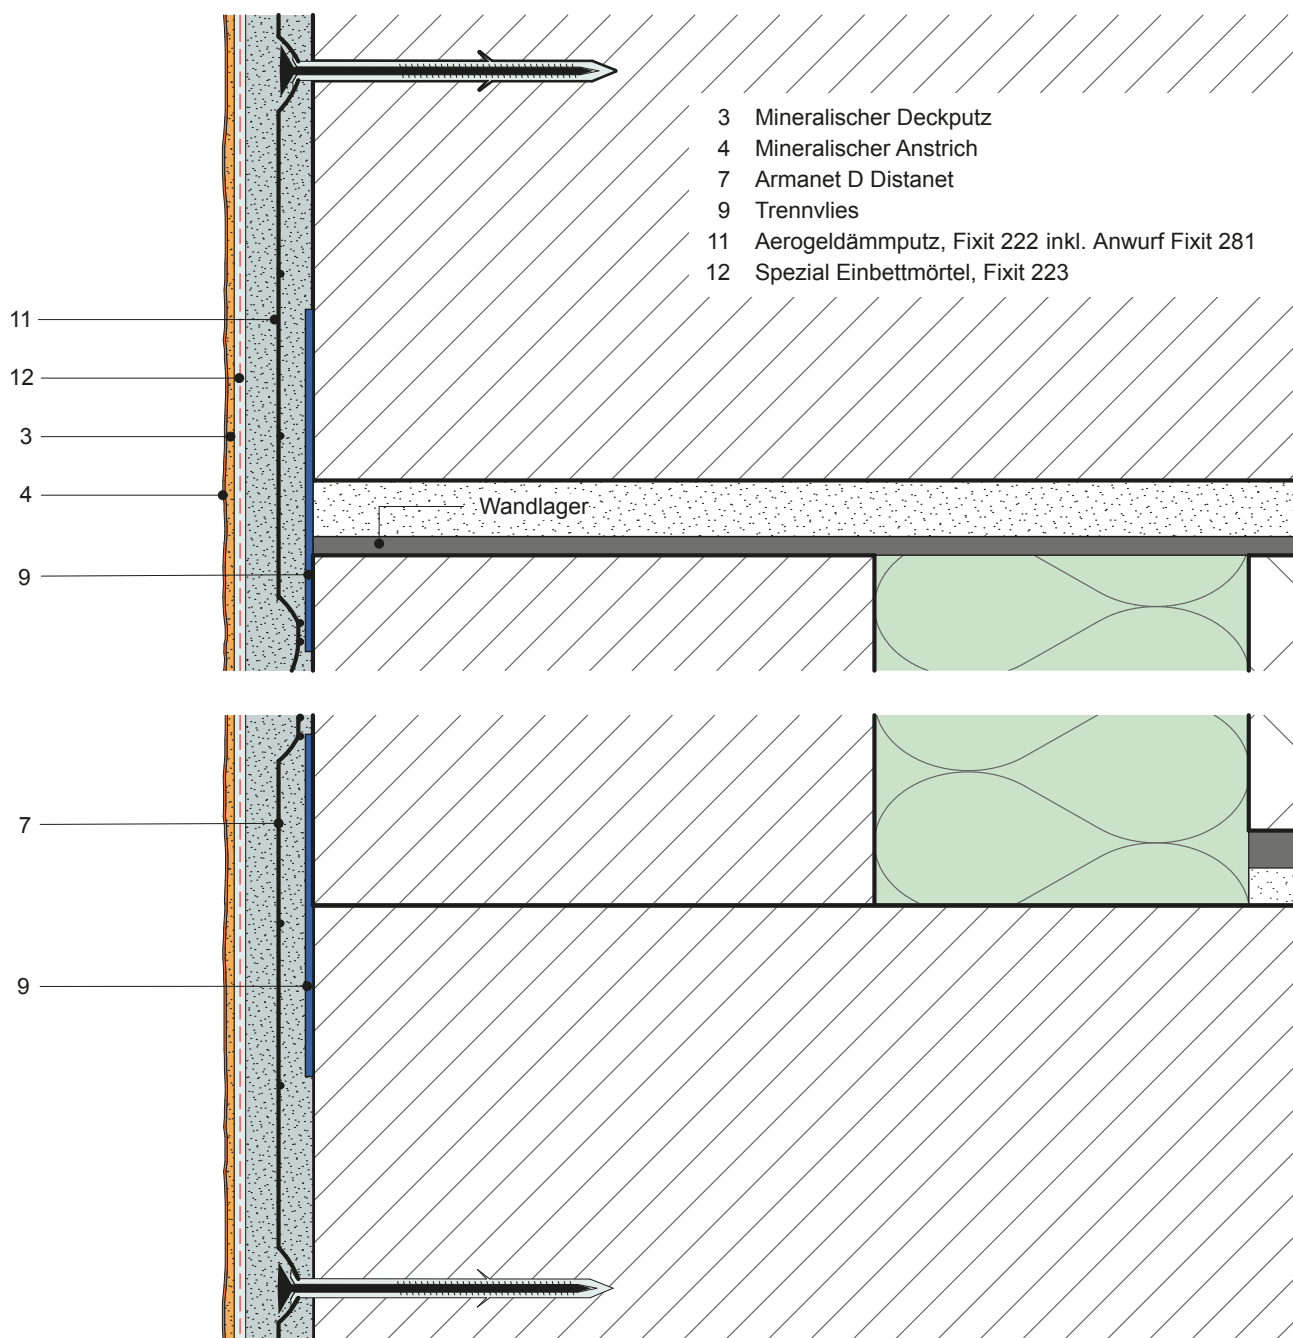 3 Mineralischer Deckputz
4 Mineralischer Anstrich
7 Armanet D Distanet
9 Trennvlies
11 Aerogeldämmputz, Fixit 222 inkl. Anwurf Fixit 281
12 Spezial Einbettmörtel, Fixit 223
11
12
3
4
Wandlager
9
7
9